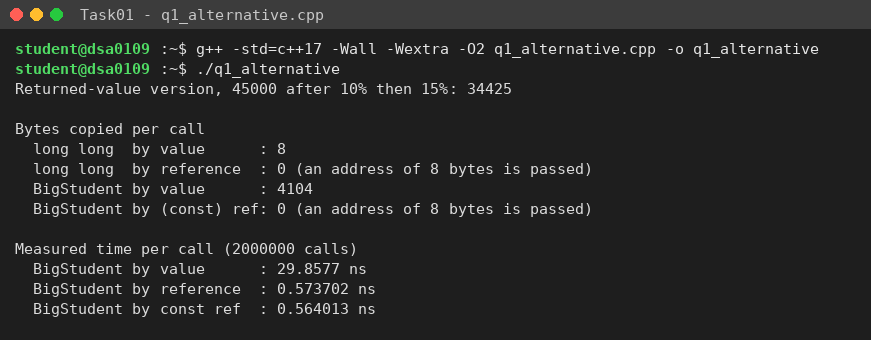 Task01 - q1_alternative.cpp
student@dsa0109 :~$ g++ -std=c++17 -Wall -Wextra -O2 q1_alternative.cpp -o q1_alternative
student@dsa0109 :~$ ./q1_alternative
Returned-value version, 45000 after 10% then 15%: 34425

Bytes copied per call
  long long  by value      : 8
  long long  by reference  : 0 (an address of 8 bytes is passed)
  BigStudent by value      : 4104
  BigStudent by (const) ref: 0 (an address of 8 bytes is passed)

Measured time per call (2000000 calls)
  BigStudent by value      : 29.8577 ns
  BigStudent by reference  : 0.573702 ns
  BigStudent by const ref  : 0.564013 ns